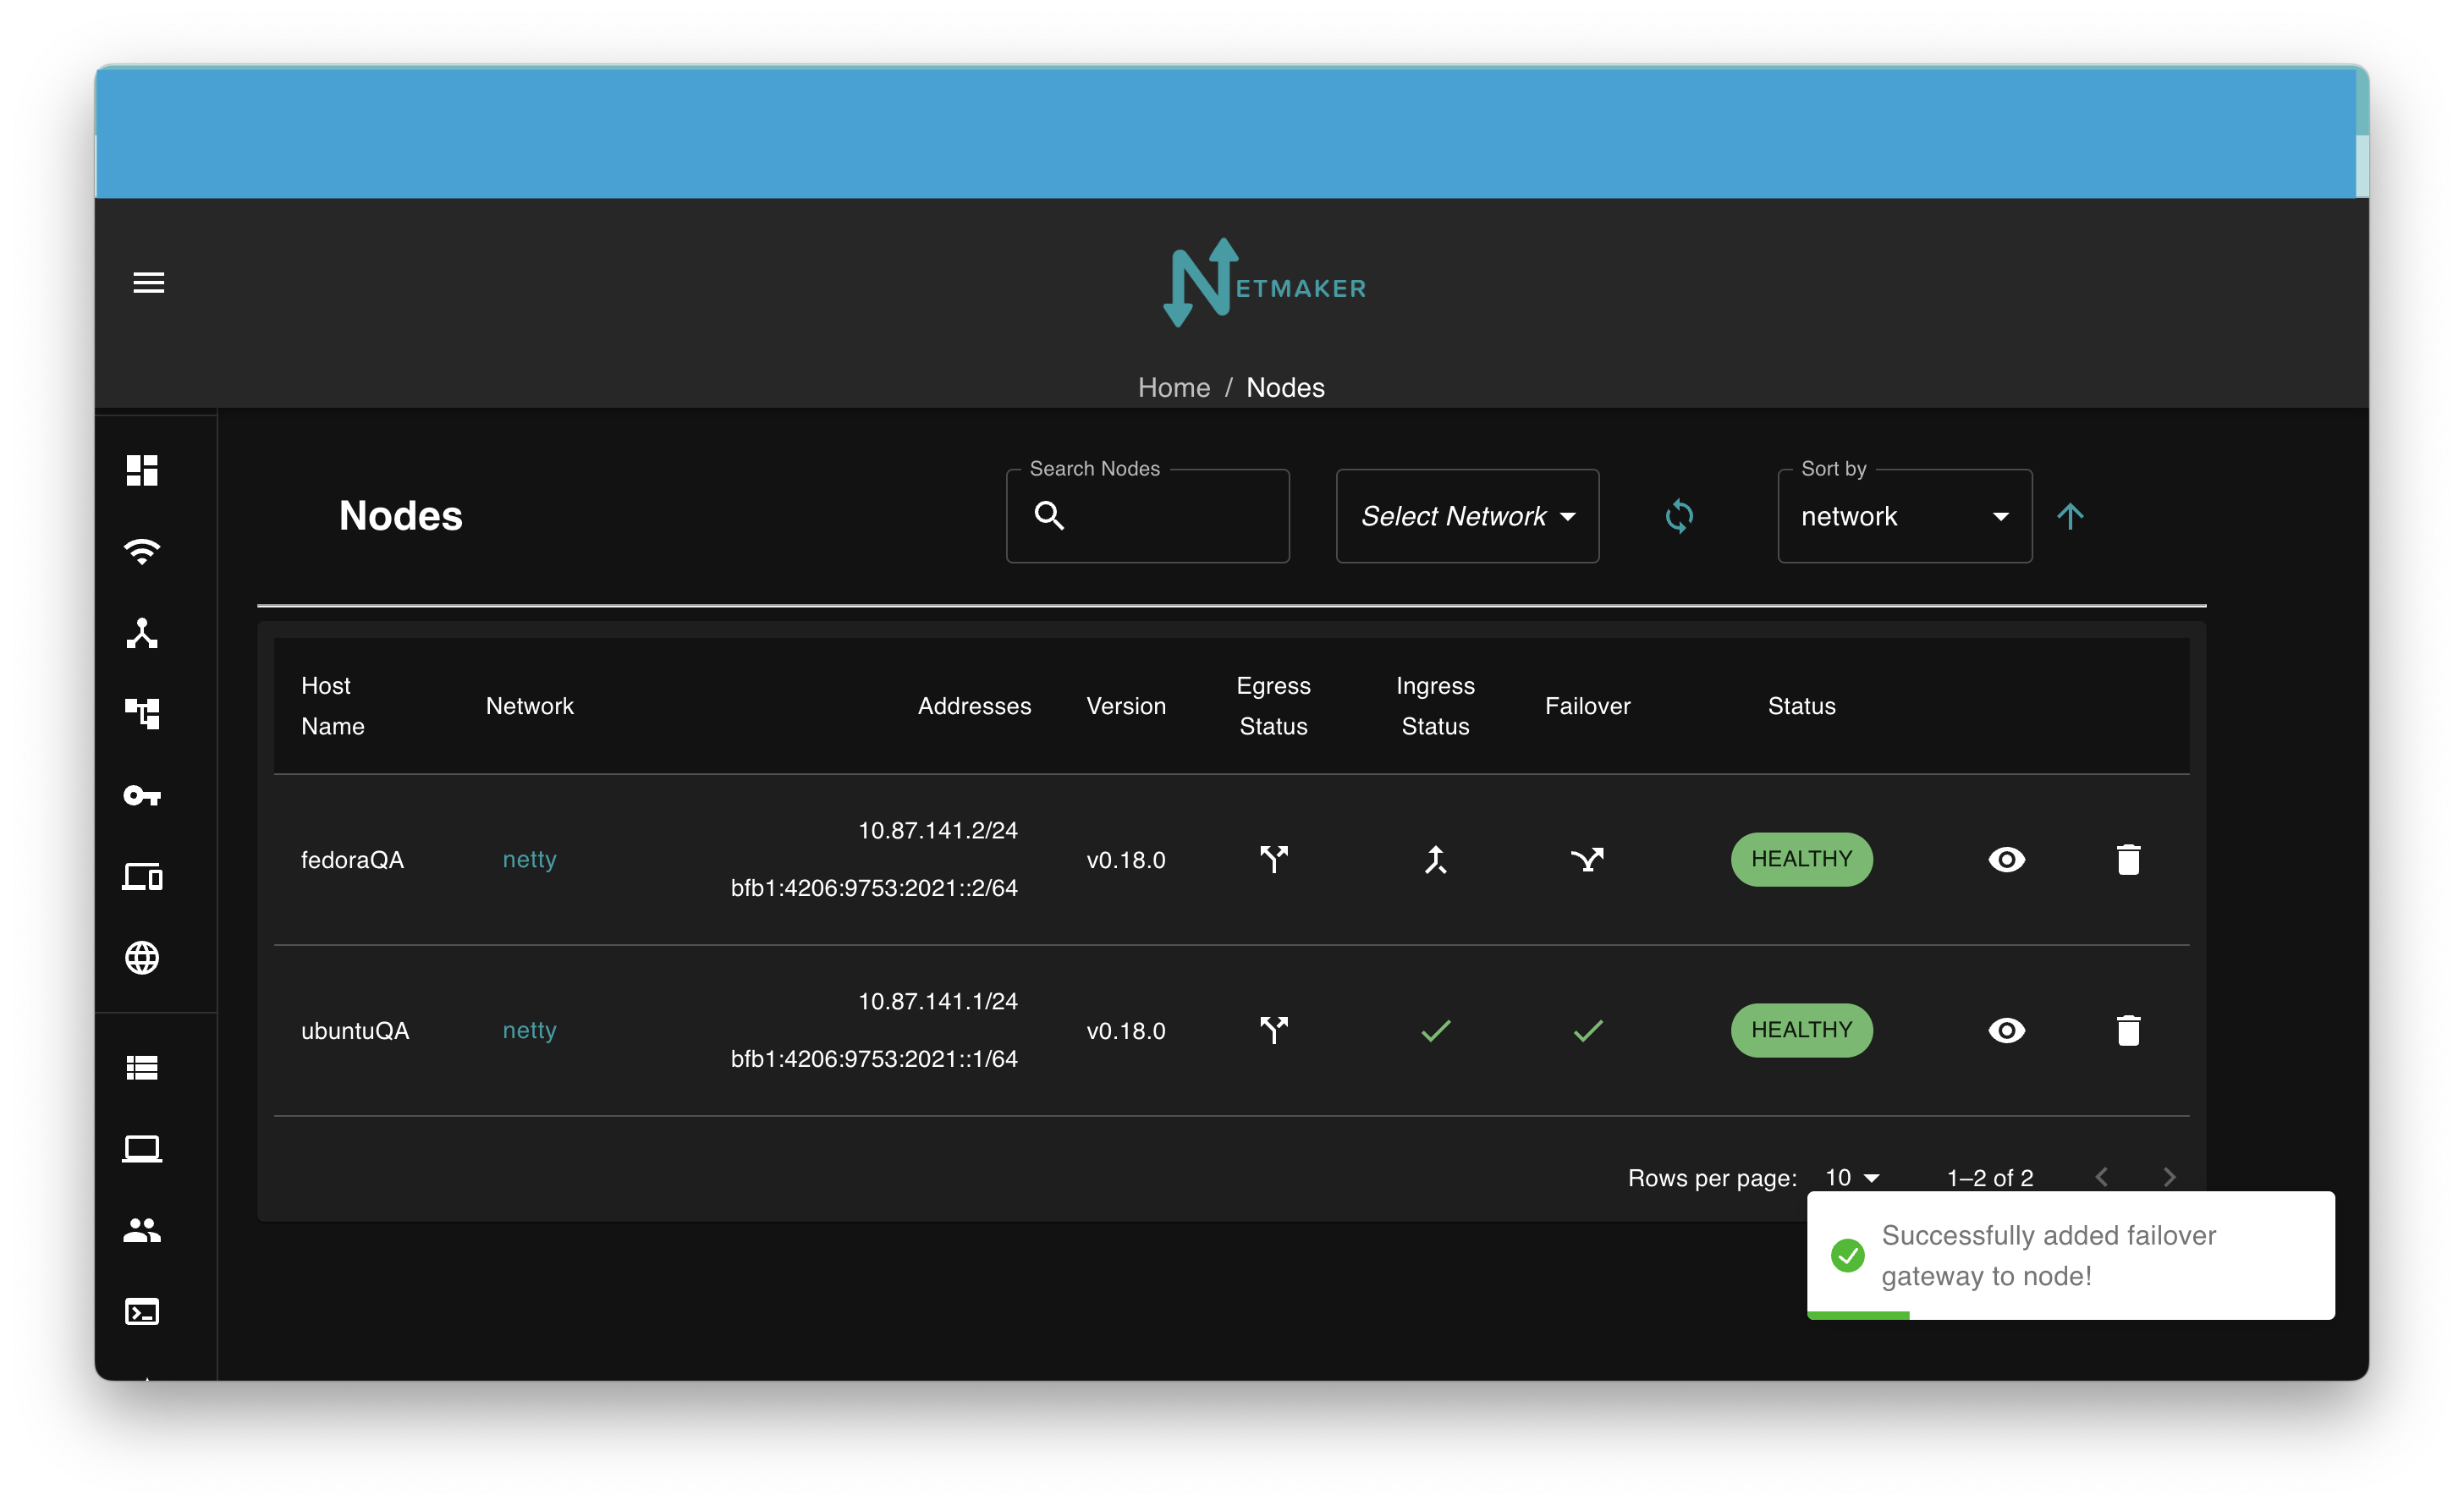 NETMAKER
Home / Nodes
Nodes
Search Nodes
Select Network
Sort by
network
Host Name
Network
Addresses
Version
Egress Status
Ingress Status
Failover
Status
fedoraQA
netty
10.87.141.2/24
bfb1:4206:9753:2021::2/64
v0.18.0
HEALTHY
ubuntuQA
netty
10.87.141.1/24
bfb1:4206:9753:2021::1/64
v0.18.0
HEALTHY
Rows per page: 10 1–2 of 2
Successfully added failover
gateway to node!